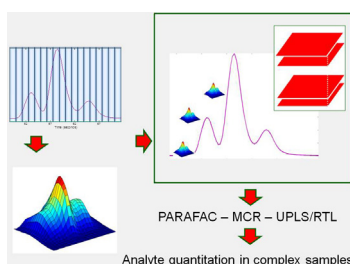 PARAFAC – MCR – UPLS/RTL
Analyte quantitation in complex samples